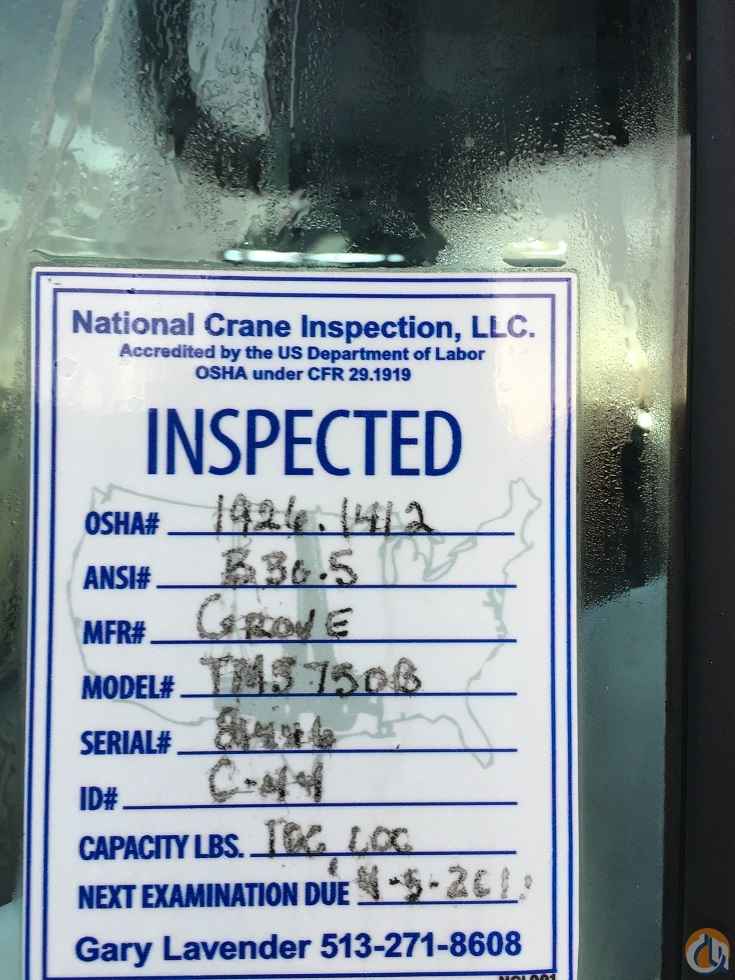 National Crane Inspection, LLC.
Accredited by the US Department of Labor
OSHA under CFR 29.1919
INSPECTED
OSHA# 1926.1412
ANSI# B30.5
MFR# GROVE
MODEL# TMS750B
SERIAL#
ID# C-44
CAPACITY LBS.
NEXT EXAMINATION DUE
Gary Lavender 513-271-8608